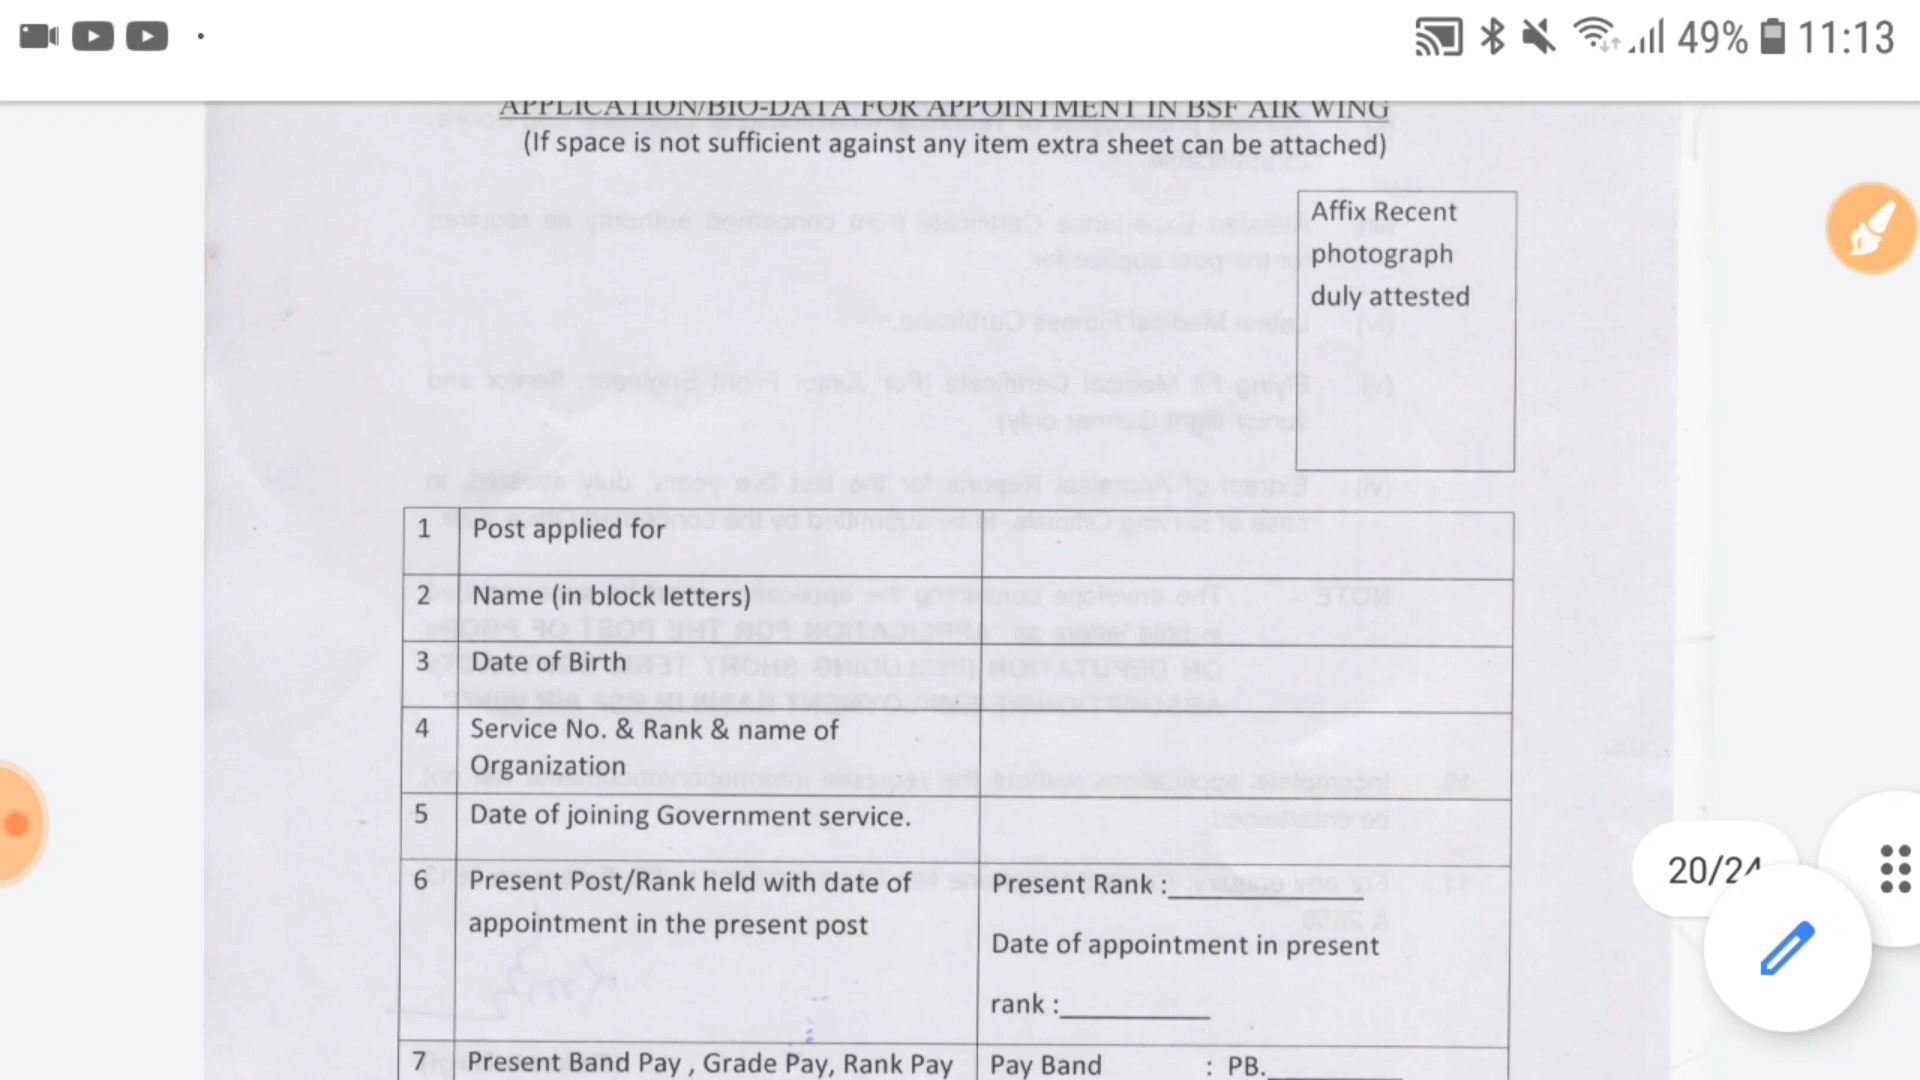 49% 11:13
APPLICATION/BIO-DATA FOR APPOINTMENT IN BSF AIR WING
(If space is not sufficient against any item extra sheet can be attached)
Affix Recent
photograph
duly attested
1 Post applied for
2 Name (in block letters)
3 Date of Birth
4 Service No. & Rank & name of
Organization
5 Date of joining Government service.
6 Present Post/Rank held with date of
appointment in the present post
Present Rank :
Date of appointment in present
rank :
7 Present Band Pay , Grade Pay, Rank Pay
Pay Band : PB.
20/24